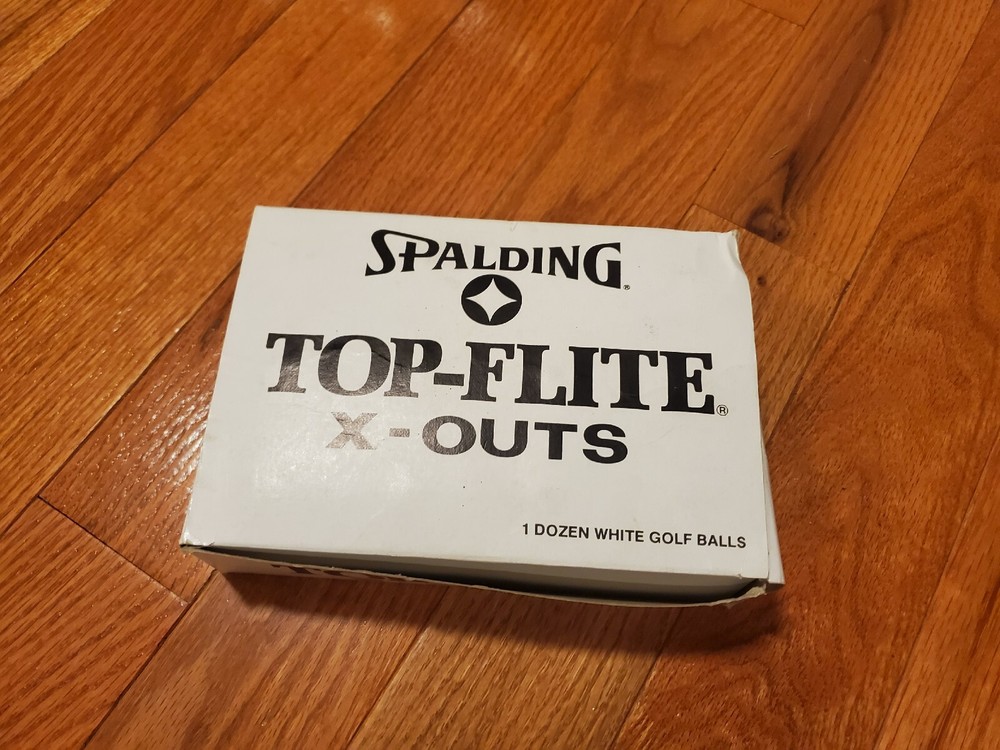 SPALDING
TOP-FLITE®
X-OUTS
1 DOZEN WHITE GOLF BALLS